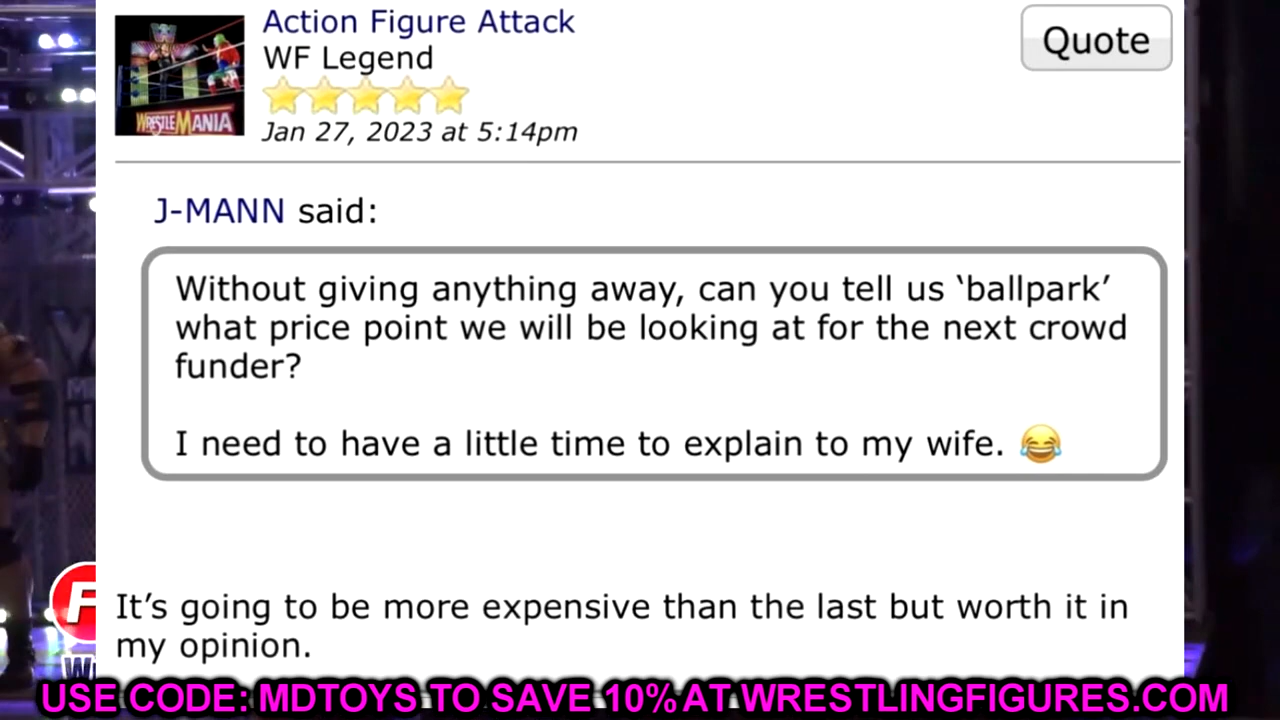 Action Figure Attack
WF Legend
Jan 27, 2023 at 5:14pm
Quote
WRESTLEMANIA
J-MANN said:
Without giving anything away, can you tell us ‘ballpark’
what price point we will be looking at for the next crowd
funder?
I need to have a little time to explain to my wife. 😂
It’s going to be more expensive than the last but worth it in
my opinion.
USE CODE: MDTOYS TO SAVE 10% AT WRESTLINGFIGURES.COM